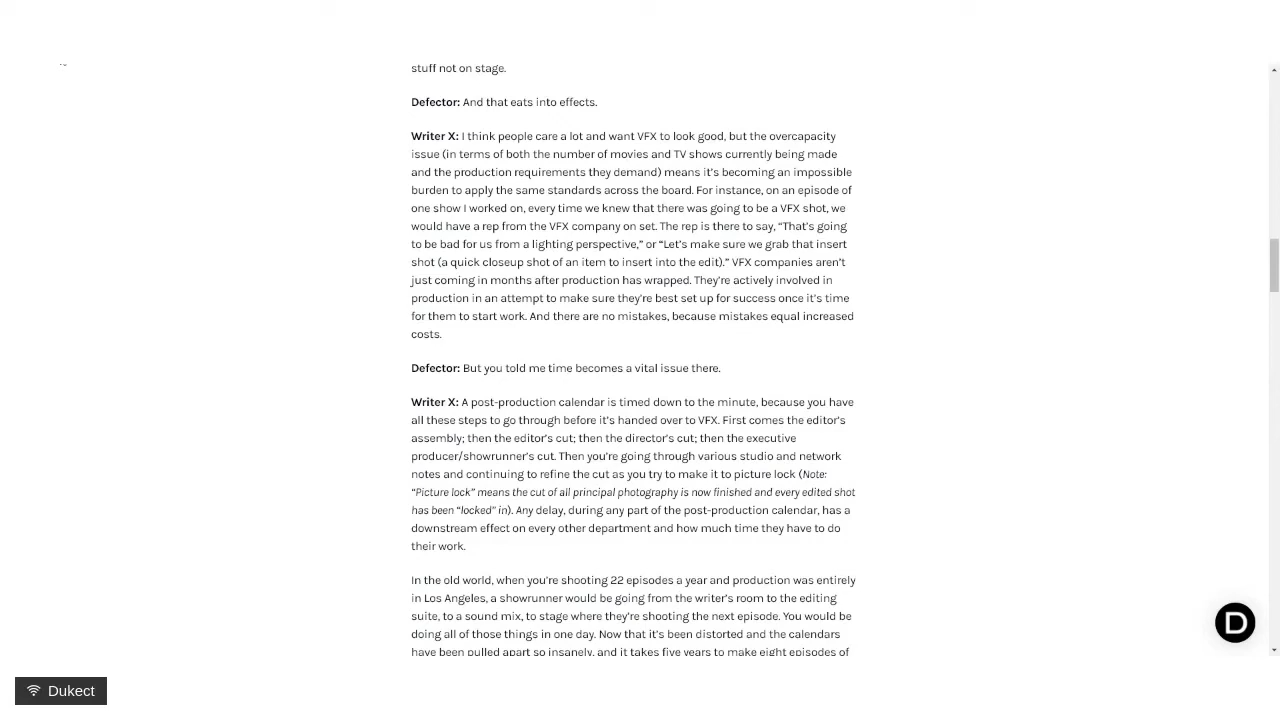 stuff not on stage.
Defector: And that eats into effects.
Writer X: I think people care a lot and want VFX to look good, but the overcapacity
issue (in terms of both the number of movies and TV shows currently being made
and the production requirements they demand) means it’s becoming an impossible
burden to apply the same standards across the board. For instance, on an episode of
one show I worked on, every time we knew that there was going to be a VFX shot, we
would have a rep from the VFX company on set. The rep is there to say, “That’s going
to be bad for us from a lighting perspective,” or “Let’s make sure we grab that insert
shot (a quick closeup shot of an item to insert into the edit).” VFX companies aren’t
just coming in months after production has wrapped. They’re actively involved in
production in an attempt to make sure they’re best set up for success once it’s time
for them to start work. And there are no mistakes, because mistakes equal increased
costs.
Defector: But you told me time becomes a vital issue there.
Writer X: A post-production calendar is timed down to the minute, because you have
all these steps to go through before it’s handed over to VFX. First comes the editor’s
assembly; then the editor’s cut; then the director’s cut; then the executive
producer/showrunner’s cut. Then you’re going through various studio and network
notes and continuing to refine the cut as you try to make it to picture lock (Note:
“Picture lock” means the cut of all principal photography is now finished and every edited shot
has been “locked” in). Any delay, during any part of the post-production calendar, has a
downstream effect on every other department and how much time they have to do
their work.
In the old world, when you’re shooting 22 episodes a year and production was entirely
in Los Angeles, a showrunner would be going from the writer’s room to the editing
suite, to a sound mix, to stage where they’re shooting the next episode. You would be
doing all of those things in one day. Now that it’s been distorted and the calendars
have been pulled apart so insanely, and it takes five years to make eight episodes of
D
Dukect